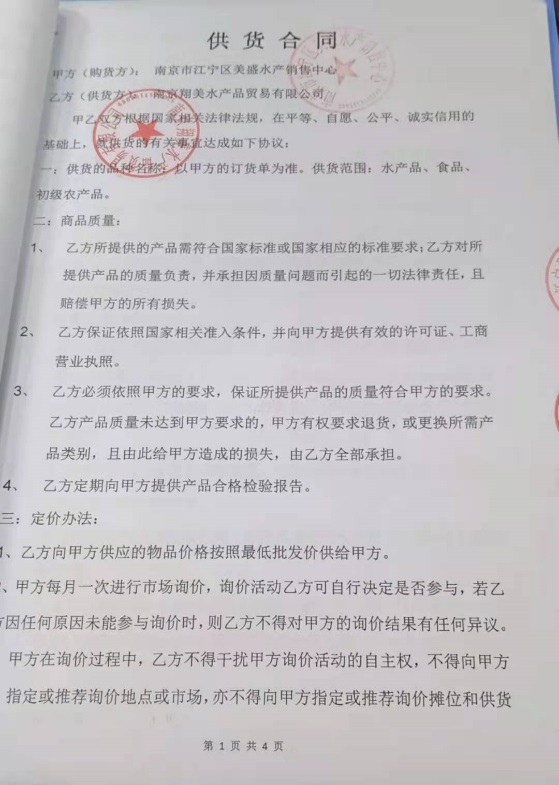 供货合同
甲方（购货方）： 南京市江宁区美盛水产销售中心
乙方（供货方）： 南京翔美水产品贸易有限公司
甲乙双方根据国家相关法律法规，在平等、自愿、公平、诚实信用的
基础上，就供货的有关事宜达成如下协议：
一：供货的品种名称：以甲方的订货单为准。供货范围：水产品、食品、
初级农产品。
二：商品质量：
1、 乙方所提供的产品需符合国家标准或国家相应的标准要求；乙方对所
提供产品的质量负责，并承担因质量问题而引起的一切法律责任，且
赔偿甲方的所有损失。
2、 乙方保证依照国家相关准入条件，并向甲方提供有效的许可证、工商
营业执照。
3、 乙方必须依照甲方的要求，保证所提供产品的质量符合甲方的要求。
乙方产品质量未达到甲方要求的，甲方有权要求退货，或更换所需产
品类别，且由此给甲方造成的损失，由乙方全部承担。
4、 乙方定期向甲方提供产品合格检验报告。
三：定价办法：
1、乙方向甲方供应的物品价格按照最低批发价供给甲方。
、甲方每月一次进行市场询价，询价活动乙方可自行决定是否参与，若乙
方因任何原因未能参与询价时，则乙方不得对甲方的询价结果有任何异议。
甲方在询价过程中，乙方不得干扰甲方询价活动的自主权，不得向甲方
指定或推荐询价地点或市场，亦不得向甲方指定或推荐询价摊位和供货
第 1 页 共 4 页